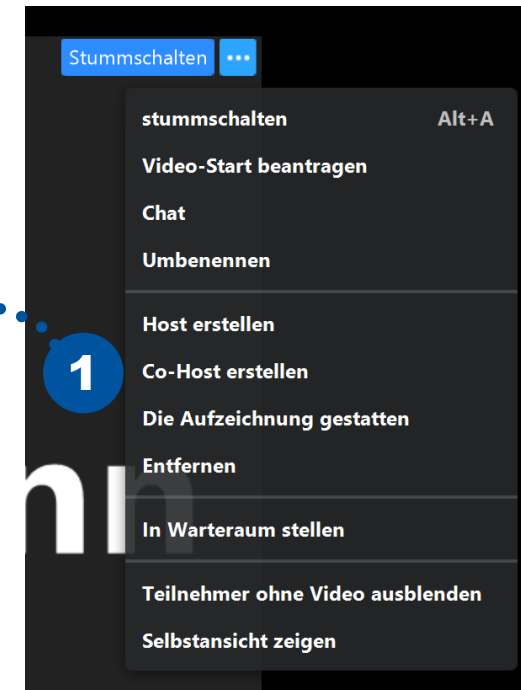 Stummschalten ...
stummschalten Alt+A
Video-Start beantragen
Chat
Umbenennen
Host erstellen
1
Co-Host erstellen
Die Aufzeichnung gestatten
Entfernen
nn
In Warteraum stellen
Teilnehmer ohne Video ausblenden
Selbstansicht zeigen